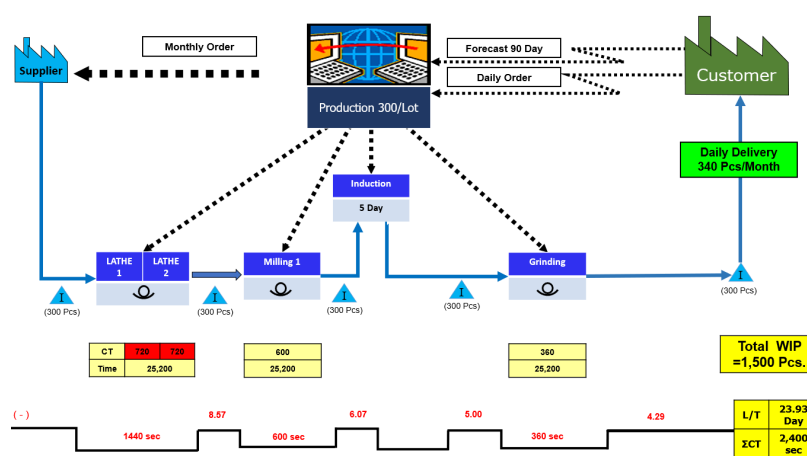 Monthly Order
Forecast 90 Day
Daily Order
Supplier
Customer
Production 300/Lot
Daily Delivery
340 Pcs/Month
Induction
5 Day
LATHE
1
LATHE
2
Milling 1
Grinding
I
(300 Pcs)
I
(300 Pcs)
I
(300 Pcs)
I
(300 Pcs)
I
(300 Pcs)
CT 720 720
Time 25,200
600
25,200
360
25,200
Total WIP
=1,500 Pcs.
(-)
8.57
6.07
5.00
4.29
1440 sec
600 sec
360 sec
L/T 23.93
Day
ΣCT 2,400
sec